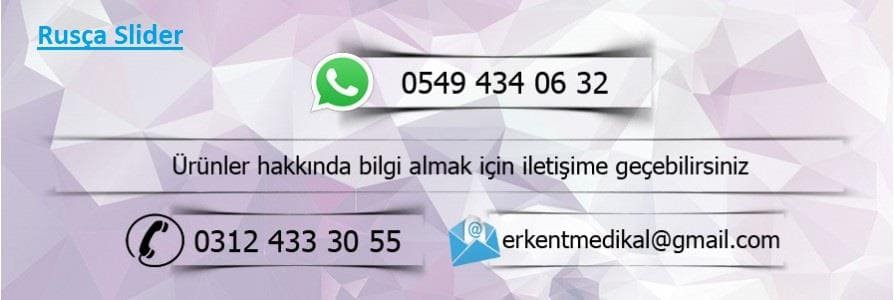 Rusça Slider
0549 434 06 32
Ürünler hakkında bilgi almak için iletişime geçebilirsiniz
0312 433 30 55
erkentmedikal@gmail.com